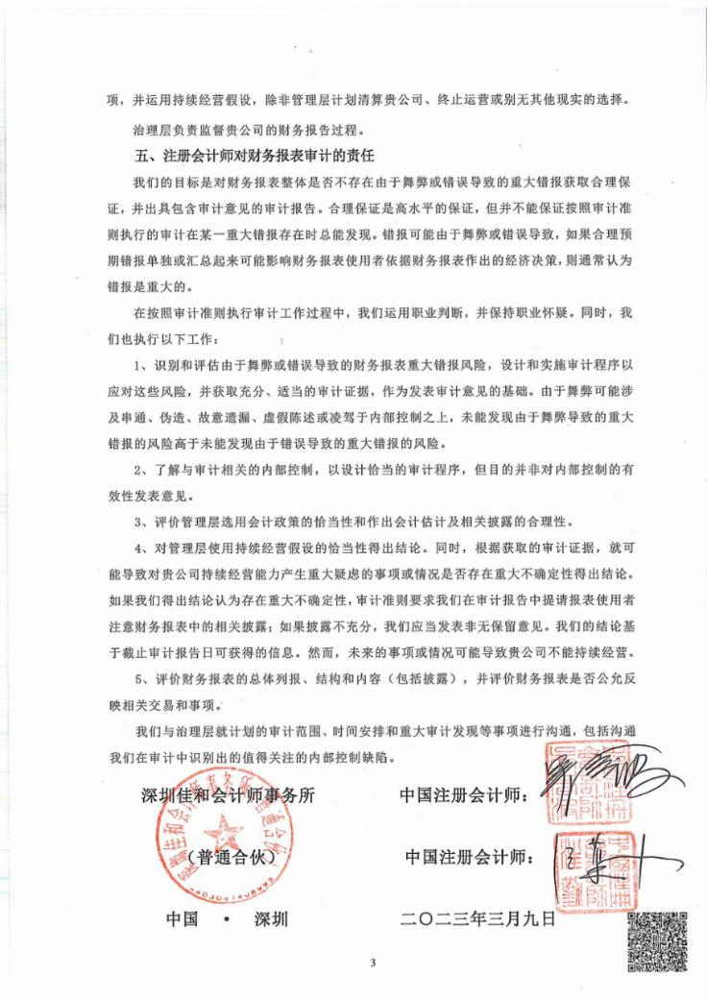 项，并运用持续经营假设，除非管理层计划清算贵公司、终止运营或别无其他现实的选择。
治理层负责监督贵公司的财务报告过程。
五、注册会计师对财务报表审计的责任
我们的目标是对财务报表整体是否不存在由于舞弊或错误导致的重大错报获取合理保
证，并出具包含审计意见的审计报告。合理保证是高水平的保证，但并不能保证按照审计准
则执行的审计在某一重大错报存在时总能发现。错报可能由于舞弊或错误导致，如果合理预
期错报单独或汇总起来可能影响财务报表使用者依据财务报表作出的经济决策，则通常认为
错报是重大的。
在按照审计准则执行审计工作过程中，我们运用职业判断，并保持职业怀疑。同时，我
们也执行以下工作：
1、识别和评估由于舞弊或错误导致的财务报表重大错报风险，设计和实施审计程序以
应对这些风险，并获取充分、适当的审计证据，作为发表审计意见的基础。由于舞弊可能涉
及串通、伪造、故意遗漏、虚假陈述或凌驾于内部控制之上，未能发现由于舞弊导致的重大
错报的风险高于未能发现由于错误导致的重大错报的风险。
2、了解与审计相关的内部控制，以设计恰当的审计程序，但目的并非对内部控制的有
效性发表意见。
3、评价管理层选用会计政策的恰当性和作出会计估计及相关披露的合理性。
4、对管理层使用持续经营假设的恰当性得出结论。同时，根据获取的审计证据，就可
能导致对贵公司持续经营能力产生重大疑虑的事项或情况是否存在重大不确定性得出结论。
如果我们得出结论认为存在重大不确定性，审计准则要求我们在审计报告中提请报表使用者
注意财务报表中的相关披露；如果披露不充分，我们应当发表非无保留意见。我们的结论基
于截止审计报告日可获得的信息。然而，未来的事项或情况可能导致贵公司不能持续经营。
5、评价财务报表的总体列报、结构和内容（包括披露），并评价财务报表是否公允反
映相关交易和事项。
我们与治理层就计划的审计范围、时间安排和重大审计发现等事项进行沟通，包括沟通
我们在审计中识别出的值得关注的内部控制缺陷。
深圳佳和会计师事务所 中国注册会计师：
（普通合伙） 中国注册会计师：
中国 · 深圳 二〇二三年三月九日
3